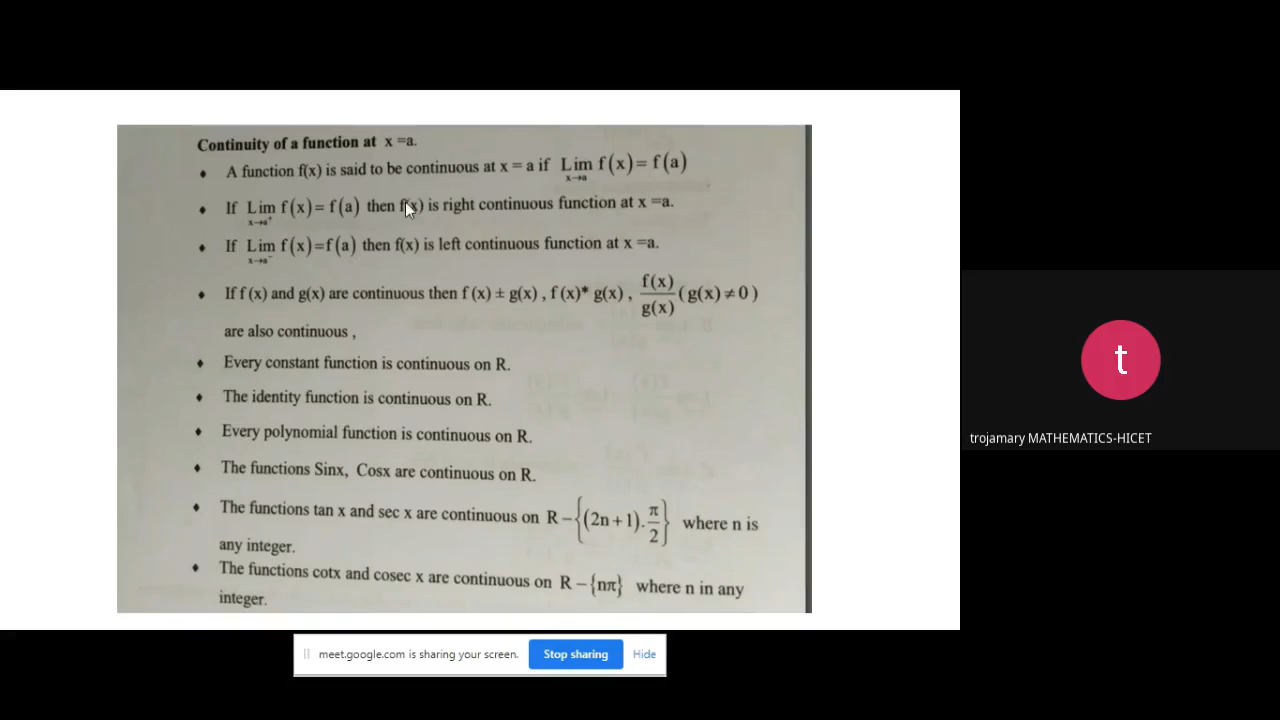 Continuity of a function at x =a.
♦ A function f(x) is said to be continuous at x = a if Lim f(x) = f(a)
x→a
♦ If Lim f(x) = f(a) then f(x) is right continuous function at x =a.
x→a⁺
♦ If Lim f(x)=f(a) then f(x) is left continuous function at x =a.
x→a⁻
♦ If f (x) and g(x) are continuous then f (x) ± g(x) , f (x)* g(x) , f(x)/g(x) ( g(x) ≠ 0 )
are also continuous ,
♦ Every constant function is continuous on R.
♦ The identity function is continuous on R.
♦ Every polynomial function is continuous on R.
♦ The functions Sinx, Cosx are continuous on R.
♦ The functions tan x and sec x are continuous on R – {(2n + 1). π/2} where n is
any integer.
♦ The functions cotx and cosec x are continuous on R – {nπ} where n in any
integer.
t
trojamary MATHEMATICS-HICET
meet.google.com is sharing your screen. Stop sharing Hide